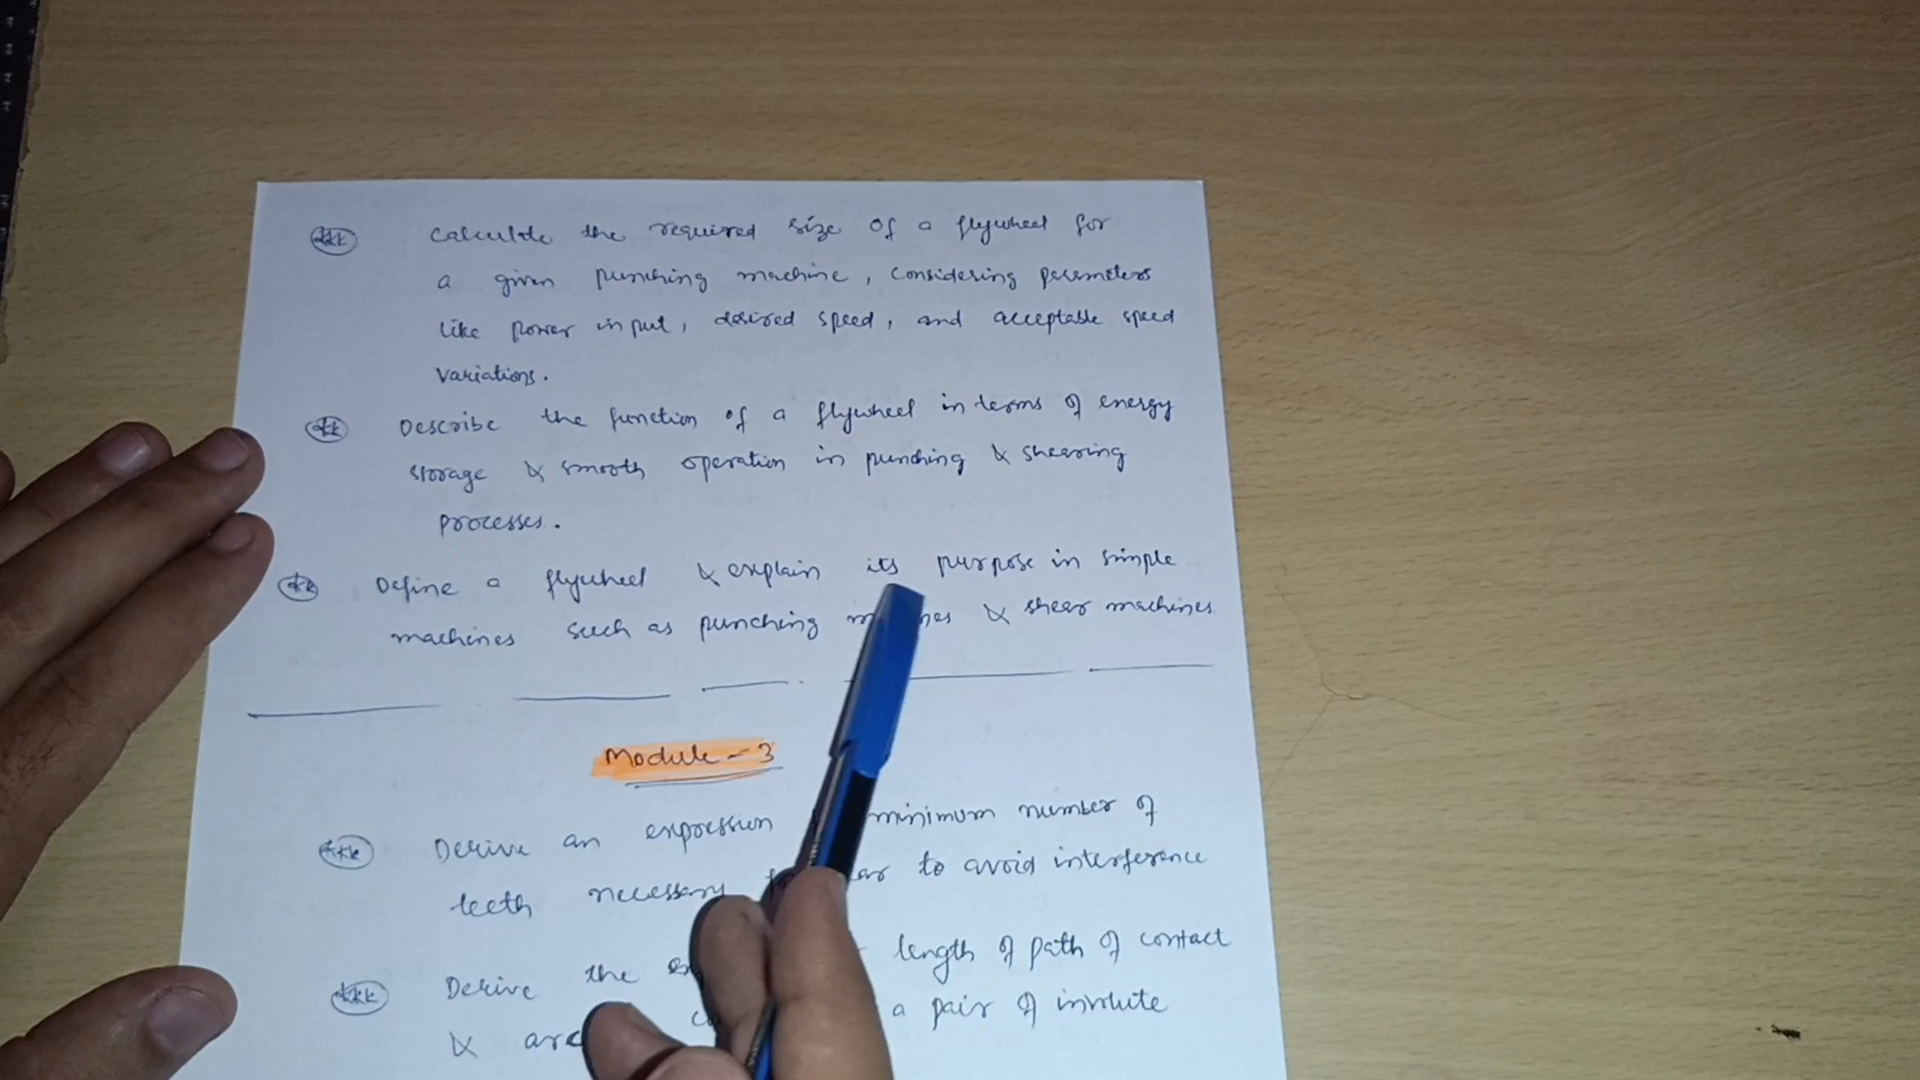 *** Calculate the required size of a flywheel for
a given punching machine, considering parameters
like power input, desired speed, and acceptable speed
variations.
** Describe the function of a flywheel in terms of energy
storage & smooth operation in punching & shearing
processes.
** Define a flywheel & explain its purpose in simple
machines such as punching & shear machines
Module-3
*** Derive an expression minimum number of
teeth necessary to avoid interference
*** Derive the length of path of contact
& arc a pair of involute